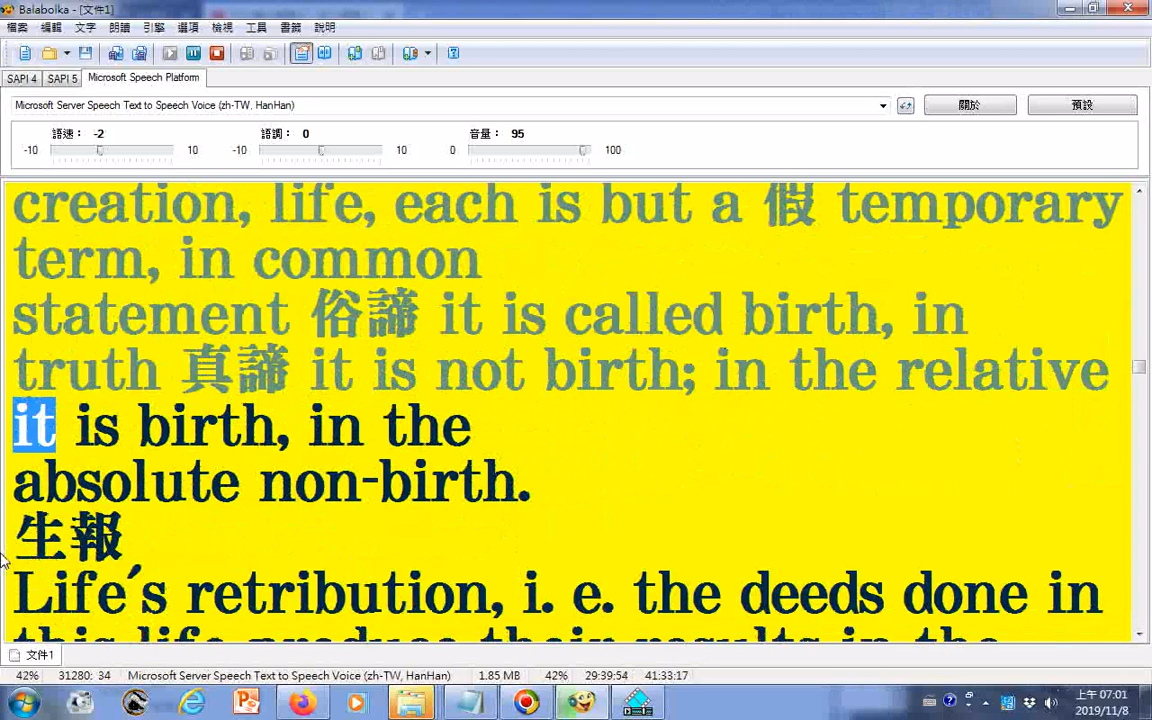 Balabolka - [文件1]
檔案 編輯 文字 朗讀 引擎 選項 檢視 工具 書籤 說明
SAPI 4 SAPI 5 Microsoft Speech Platform
Microsoft Server Speech Text to Speech Voice (zh-TW, HanHan) 關於 預設
語速： -2 語調： 0 音量： 95
-10 10 -10 10 0 100
creation, life, each is but a 假 temporary
term, in common
statement 俗諦 it is called birth, in
truth 真諦 it is not birth; in the relative
it is birth, in the
absolute non-birth.
生報
Life's retribution, i. e. the deeds done in
this life produce their results in the
文件1
42% 31280: 34 Microsoft Server Speech Text to Speech Voice (zh-TW, HanHan) 1.85 MB 42% 29:39:54 41:33:17
上午 07:01
2019/11/8